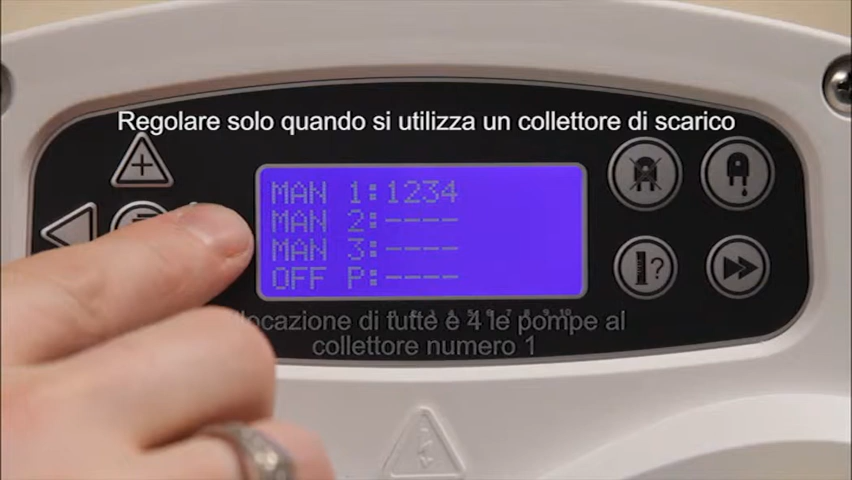 Regolare solo quando si utilizza un collettore di scarico
MAN 1:1234
MAN 2:----
MAN 3:----
OFF P:----
di tutte e 4 le pompe al
collettore numero 1